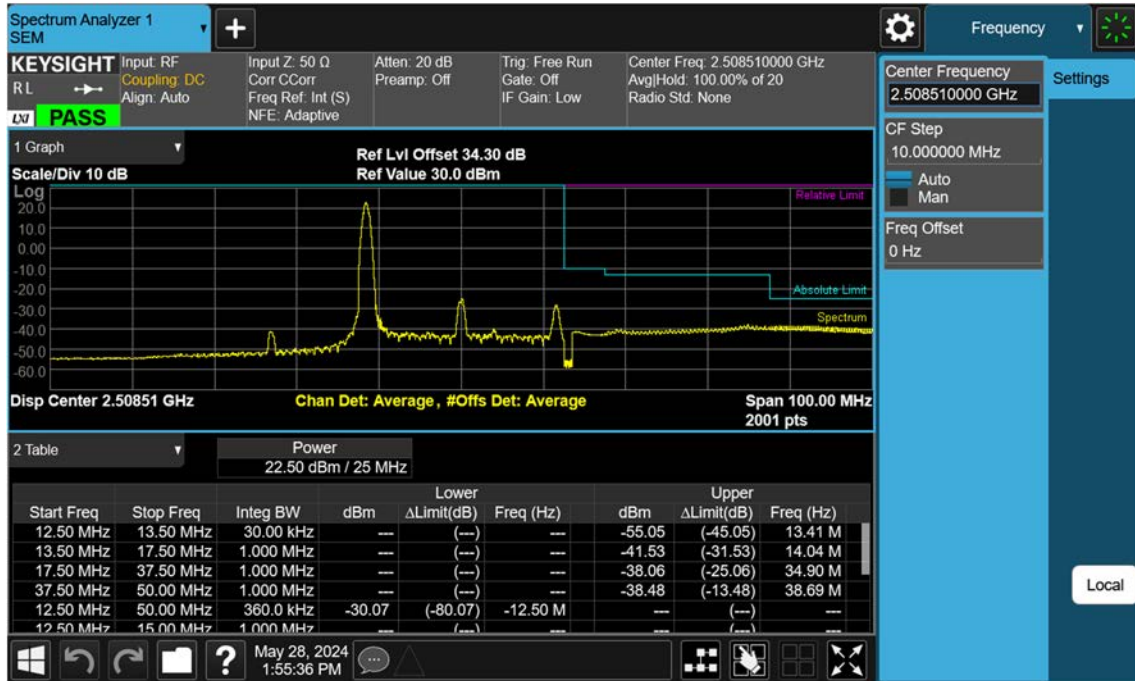 Spectrum Analyzer 1
SEM
Frequency
KEYSIGHT
RL
LXI PASS
Input: RF
Coupling: DC
Align: Auto
Input Z: 50 Ω
Corr CCorr
Freq Ref: Int (S)
NFE: Adaptive
Atten: 20 dB
Preamp: Off
Trig: Free Run
Gate: Off
IF Gain: Low
Center Freq: 2.508510000 GHz
Avg|Hold: 100.00% of 20
Radio Std: None
Center Frequency
2.508510000 GHz
Settings
CF Step
10.000000 MHz
Auto
Man
Freq Offset
0 Hz
Local
1 Graph
Scale/Div 10 dB
Ref Lvl Offset 34.30 dB
Ref Value 30.0 dBm
Log
20.0
10.0
0.00
-10.0
-20.0
-30.0
-40.0
-50.0
-60.0
Relative Limit
Absolute Limit
Spectrum
Disp Center 2.50851 GHz
Chan Det: Average, #Offs Det: Average
Span 100.00 MHz
2001 pts
2 Table
Power
22.50 dBm / 25 MHz
Lower Upper
Start Freq Stop Freq Integ BW dBm ΔLimit(dB) Freq (Hz) dBm ΔLimit(dB) Freq (Hz)
12.50 MHz 13.50 MHz 30.00 kHz --- (---) --- -55.05 (-45.05) 13.41 M
13.50 MHz 17.50 MHz 1.000 MHz --- (---) --- -41.53 (-31.53) 14.04 M
17.50 MHz 37.50 MHz 1.000 MHz --- (---) --- -38.06 (-25.06) 34.90 M
37.50 MHz 50.00 MHz 1.000 MHz --- (---) --- -38.48 (-13.48) 38.69 M
12.50 MHz 50.00 MHz 360.0 kHz -30.07 (-80.07) -12.50 M --- (---) ---
12.50 MHz 15.00 MHz 1.000 MHz --- (---) --- --- (---) ---
?
May 28, 2024
1:55:36 PM